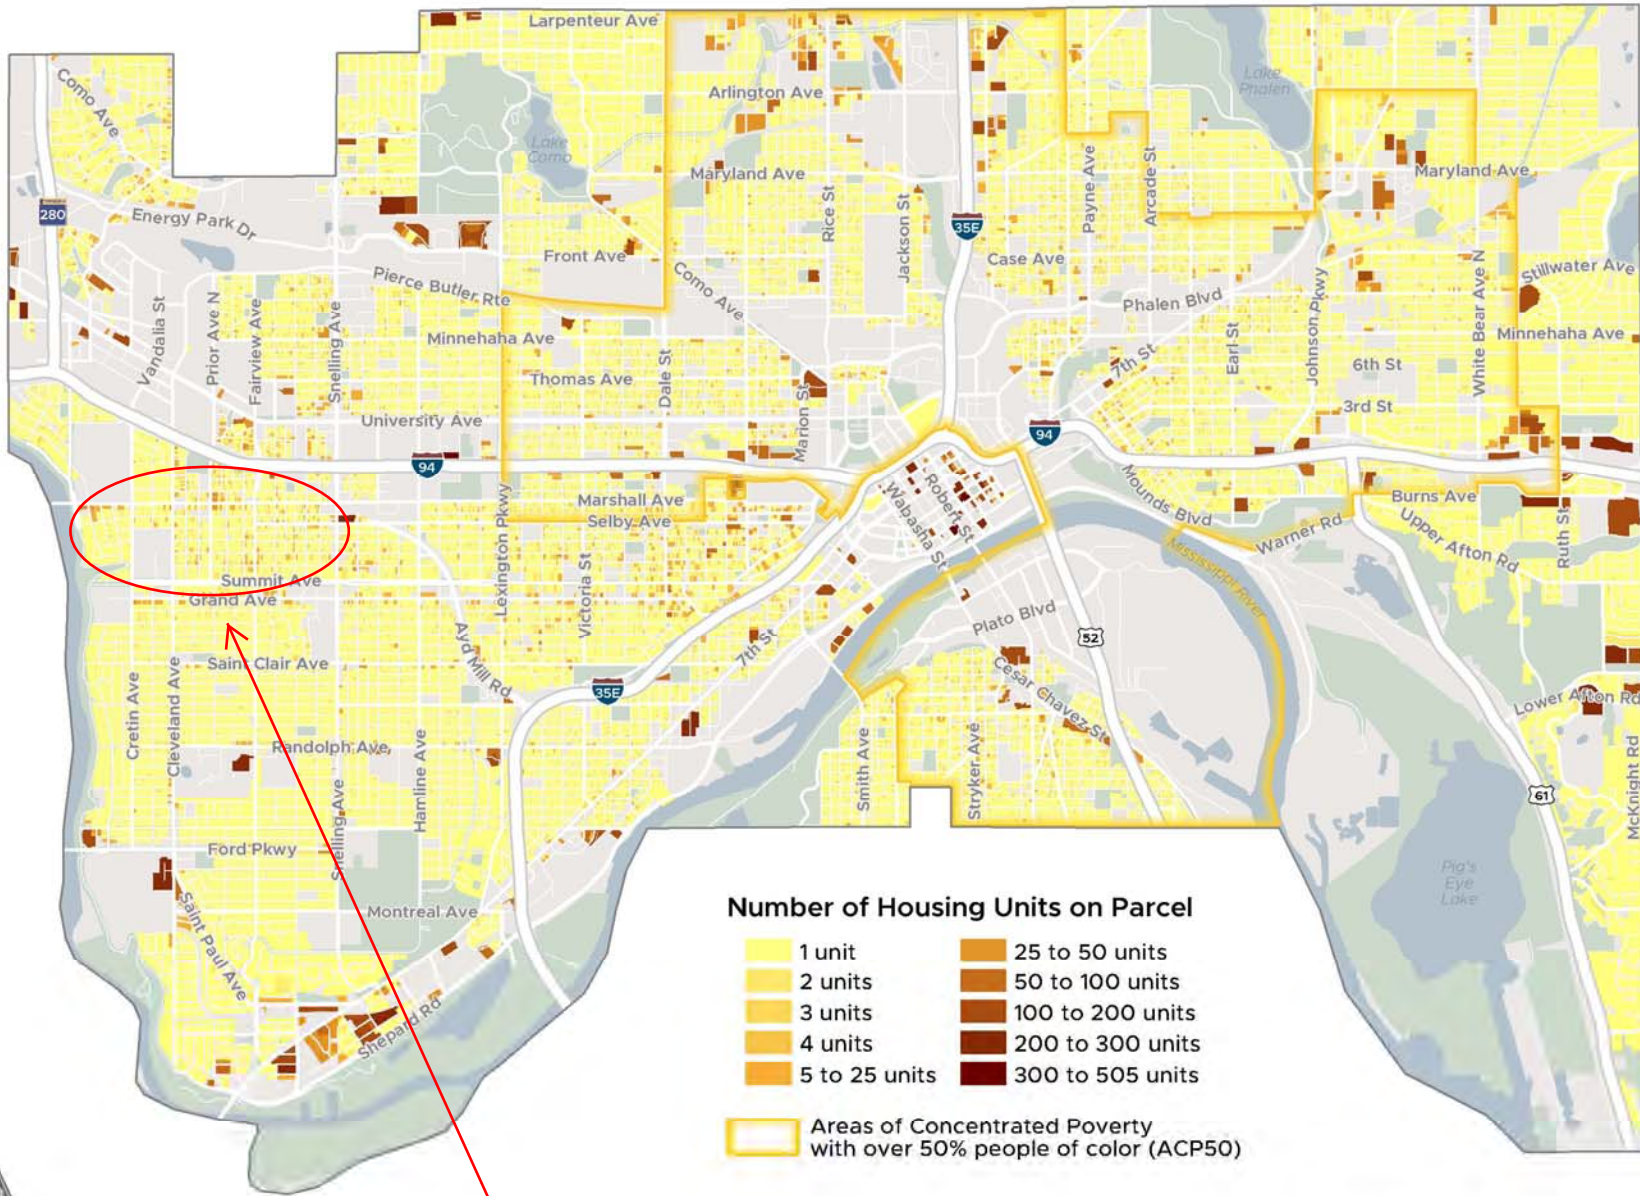 Larpenteur Ave
Como Ave
Arlington Ave
Lake
Phalen
Lake
Como
Maryland Ave
Maryland Ave
280
Energy Park Dr
Rice St
Jackson St
35E
Payne Ave
Arcade St
Front Ave
Case Ave
Pierce Butler Rte
Como Ave
Stillwater Ave
Vandalia St
Prior Ave N
Fairview Ave
Snelling Ave
Minnehaha Ave
Phalen Blvd
Johnson Pkwy
White Bear Ave N
Minnehaha Ave
Thomas Ave
Dale St
7th St
Earl St
6th St
University Ave
Marion St
3rd St
94
94
Marshall Ave
Selby Ave
Lexington Pkwy
Wabasha St
Robert St
Mounds Blvd
Burns Ave
Warner Rd
Upper Afton Rd
Ruth St
Summit Ave
Grand Ave
Victoria St
Mississippi River
Plato Blvd
52
Saint Clair Ave
Ayd Mill Rd
7th St
35E
Cesar Chavez St
Lower Afton Rd
Cretin Ave
Cleveland Ave
Randolph Ave
Hamline Ave
Smith Ave
Stryker Ave
McKnight Rd
61
Snelling Ave
Ford Pkwy
Pig's
Eye
Lake
Saint Paul Ave
Montreal Ave
Shepard Rd
Number of Housing Units on Parcel
1 unit
2 units
3 units
4 units
5 to 25 units
25 to 50 units
50 to 100 units
100 to 200 units
200 to 300 units
300 to 505 units
Areas of Concentrated Poverty
with over 50% people of color (ACP50)